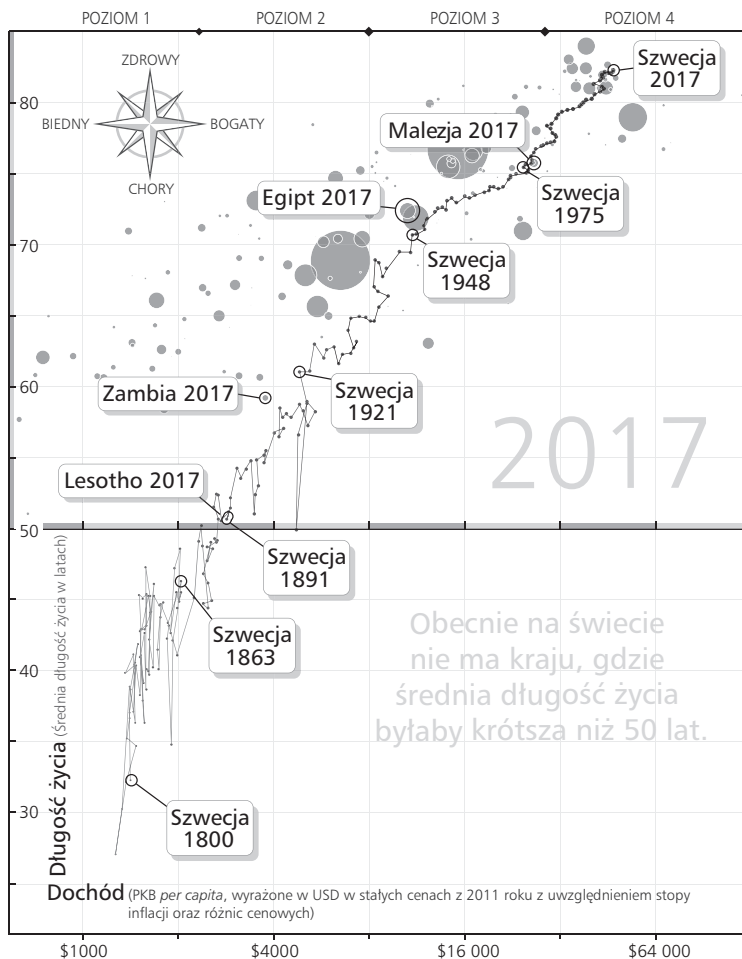 POZIOM 1
POZIOM 2
POZIOM 3
POZIOM 4
ZDROWY
BIEDNY
BOGATY
CHORY
Szwecja
2017
80
Malezja 2017
Szwecja
1975
Egipt 2017
70
Szwecja
1948
60
Zambia 2017
Szwecja
1921
2017
Lesotho 2017
50
Szwecja
1891
Szwecja
1863
Obecnie na świecie
nie ma kraju, gdzie
średnia długość życia
byłaby krótsza niż 50 lat.
40
30
Szwecja
1800
Długość życia (średnia długość życia w latach)
Dochód (PKB per capita, wyrażone w USD w stałych cenach z 2011 roku z uwzględnieniem stopy
inflacji oraz różnic cenowych)
$1000
$4000
$16 000
$64 000